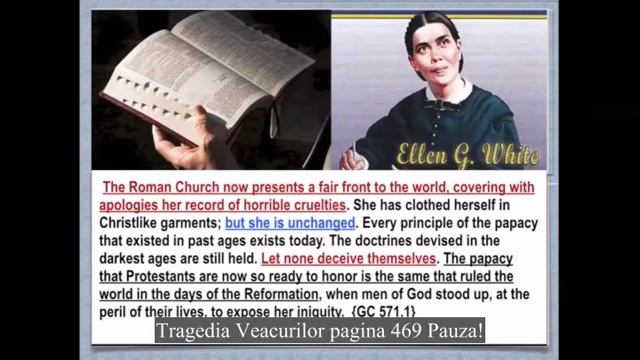 Ellen G. White
The Roman Church now presents a fair front to the world, covering with
apologies her record of horrible cruelties. She has clothed herself in
Christlike garments; but she is unchanged. Every principle of the papacy
that existed in past ages exists today. The doctrines devised in the
darkest ages are still held. Let none deceive themselves. The papacy
that Protestants are now so ready to honor is the same that ruled the
world in the days of the Reformation, when men of God stood up, at the
peril of their lives, to expose her iniquity. {GC 571.1}
Tragedia Veacurilor pagina 469 Pauza!